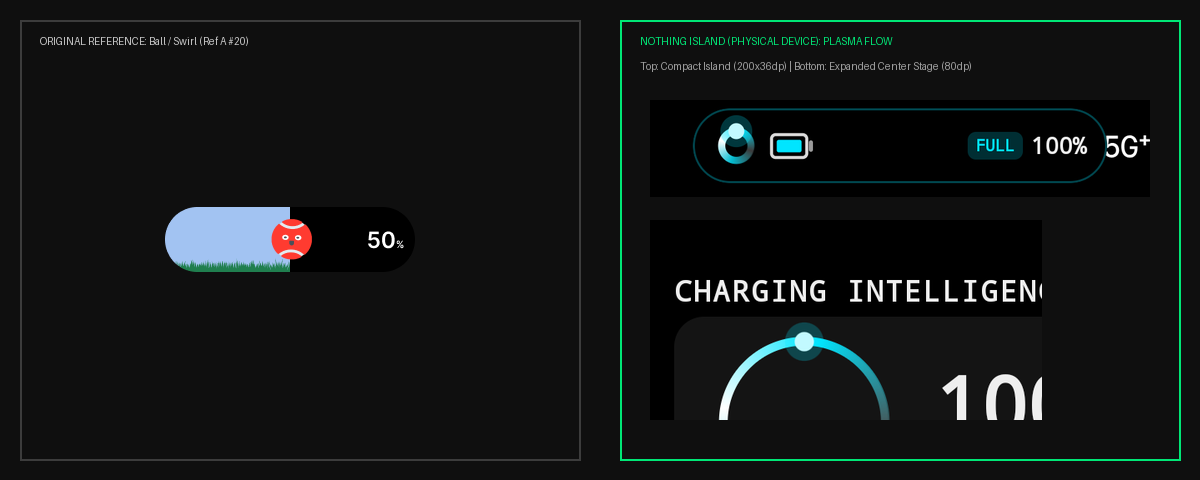 ORIGINAL REFERENCE: Ball / Swirl (Ref A #20)
50%
NOTHING ISLAND (PHYSICAL DEVICE): PLASMA FLOW
Top: Compact Island (200x36dp) | Bottom: Expanded Center Stage (80dp)
FULL 100% 5G+
CHARGING